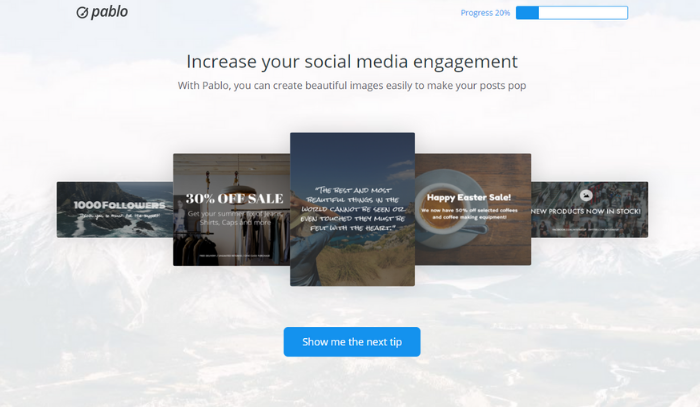 pablo
Progress 20%
Increase your social media engagement
With Pablo, you can create beautiful images easily to make your posts pop
1000 FOLLOWERS
30% OFF SALE
Get your summer tops, jeans,
Shirts, Caps and more
"THE BEST AND MOST
BEAUTIFUL THINGS IN THE
WORLD CANNOT BE SEEN OR
EVEN TOUCHED THEY MUST BE
FELT WITH THE HEART."
Happy Easter Sale!
We now have 50% off selected coffees
and coffee making equipment!
NEW PRODUCTS NOW IN STOCK!
Show me the next tip